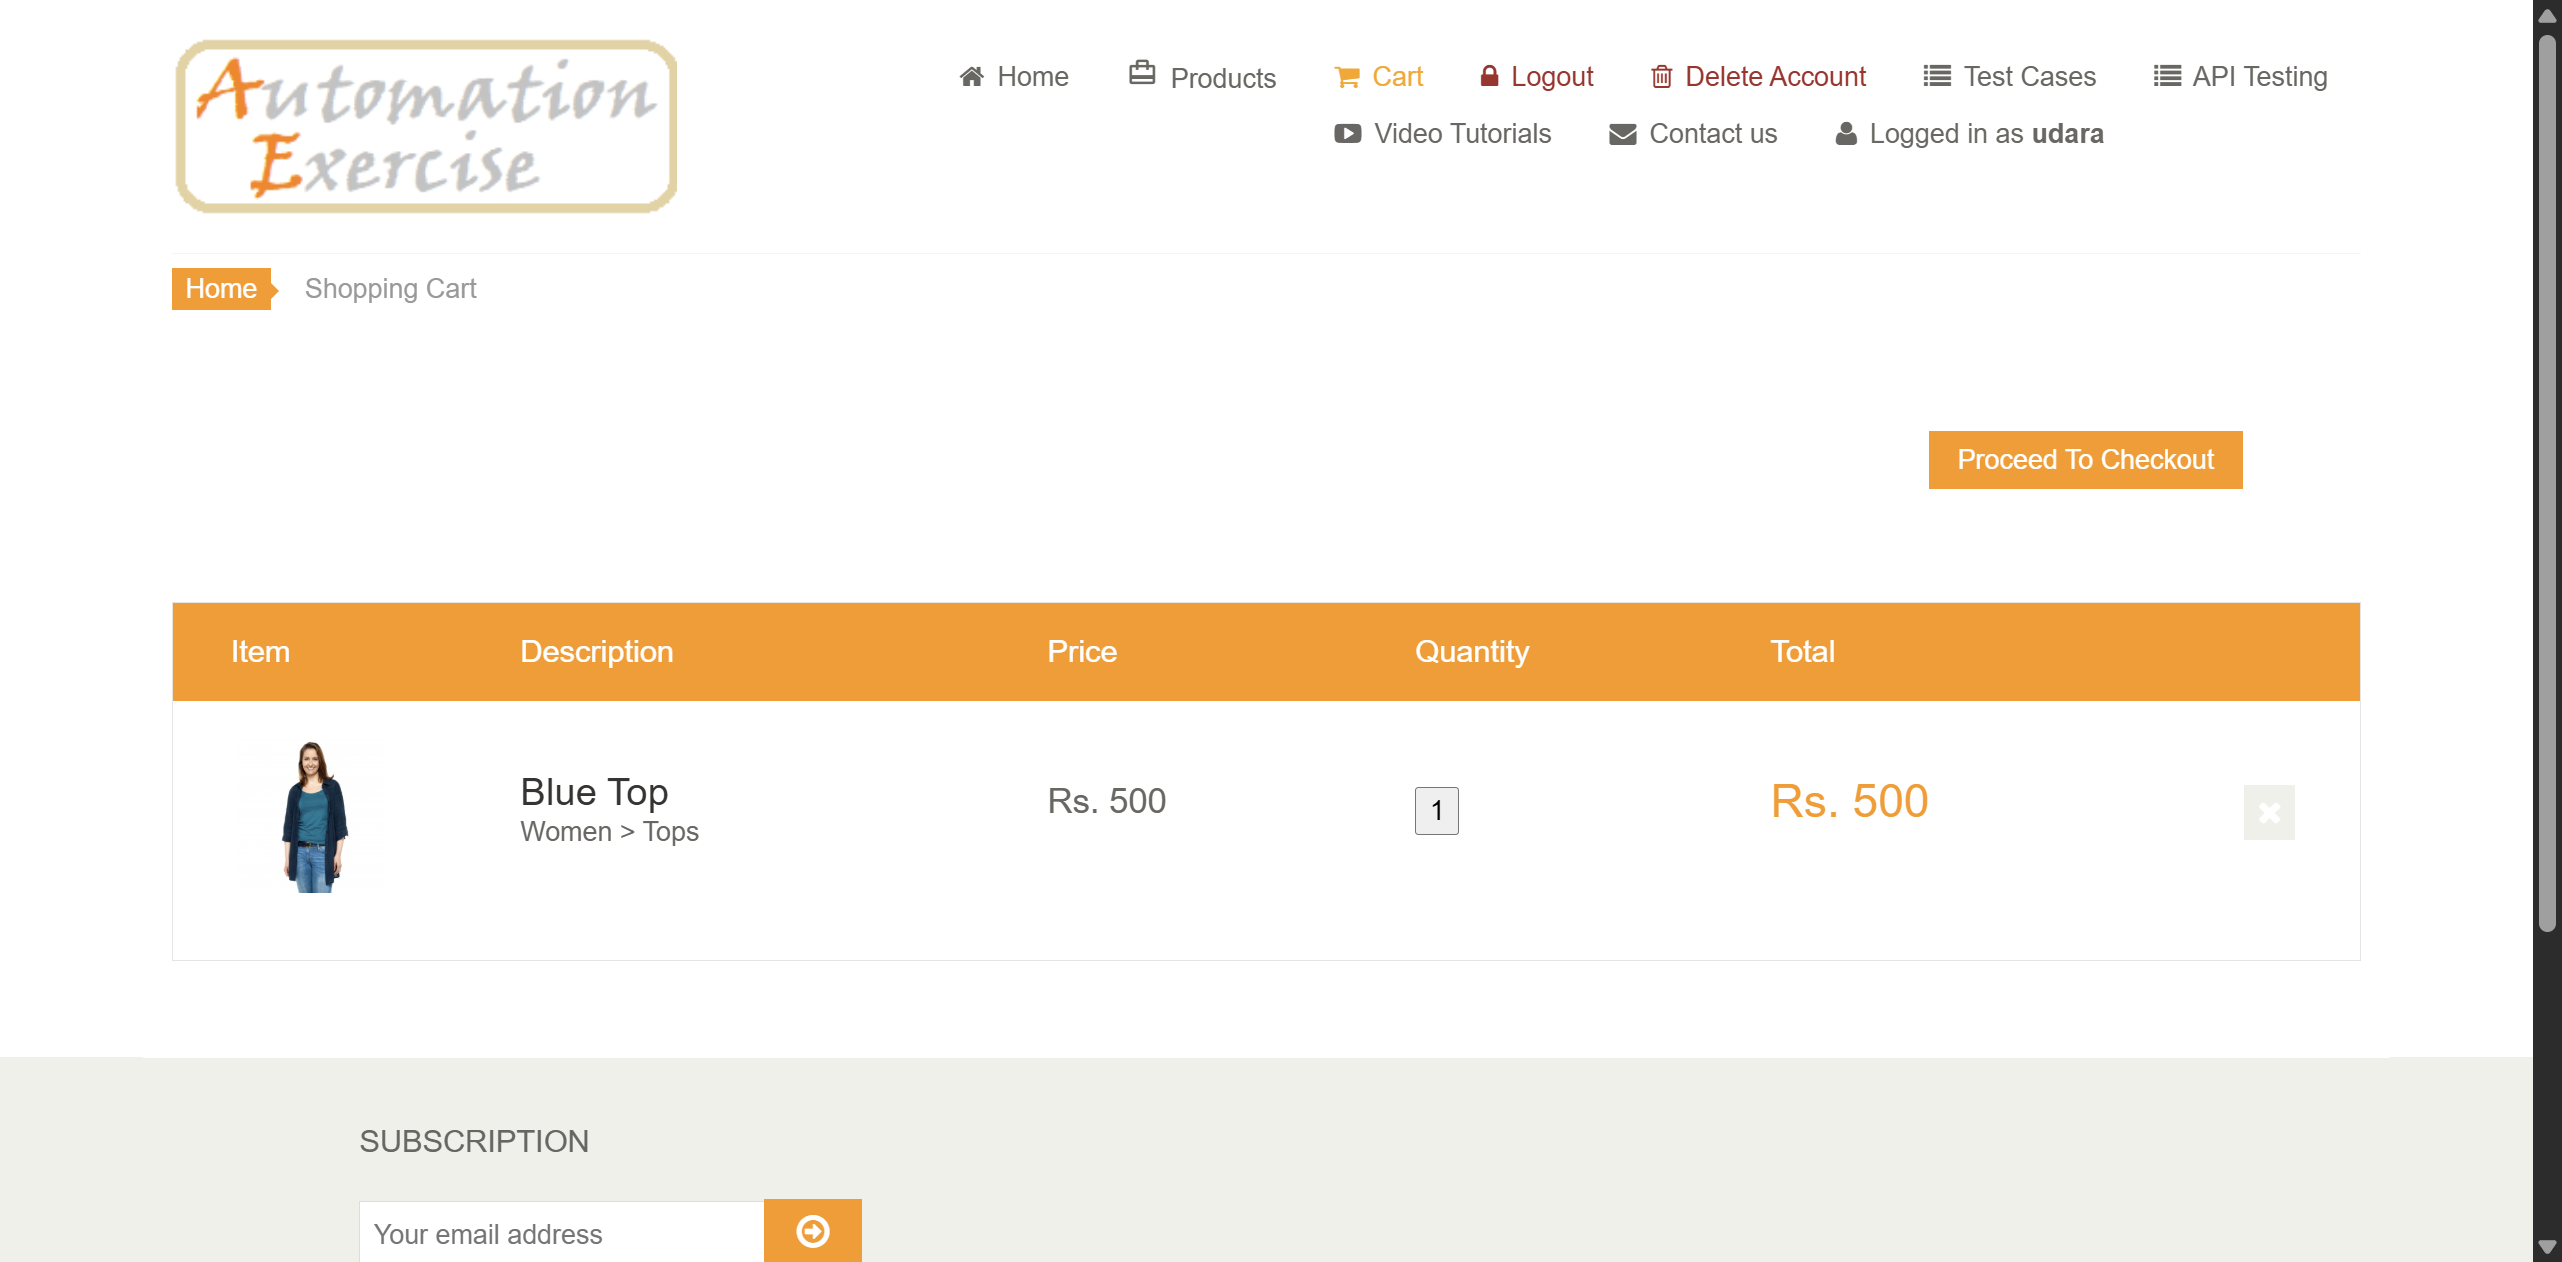 Automation
Exercise
Home
Products
Cart
Logout
Delete Account
Test Cases
API Testing
Video Tutorials
Contact us
Logged in as udara
Home
Shopping Cart
Proceed To Checkout
Item Description Price Quantity Total
Blue Top
Women > Tops
Rs. 500
1
Rs. 500
SUBSCRIPTION
Your email address